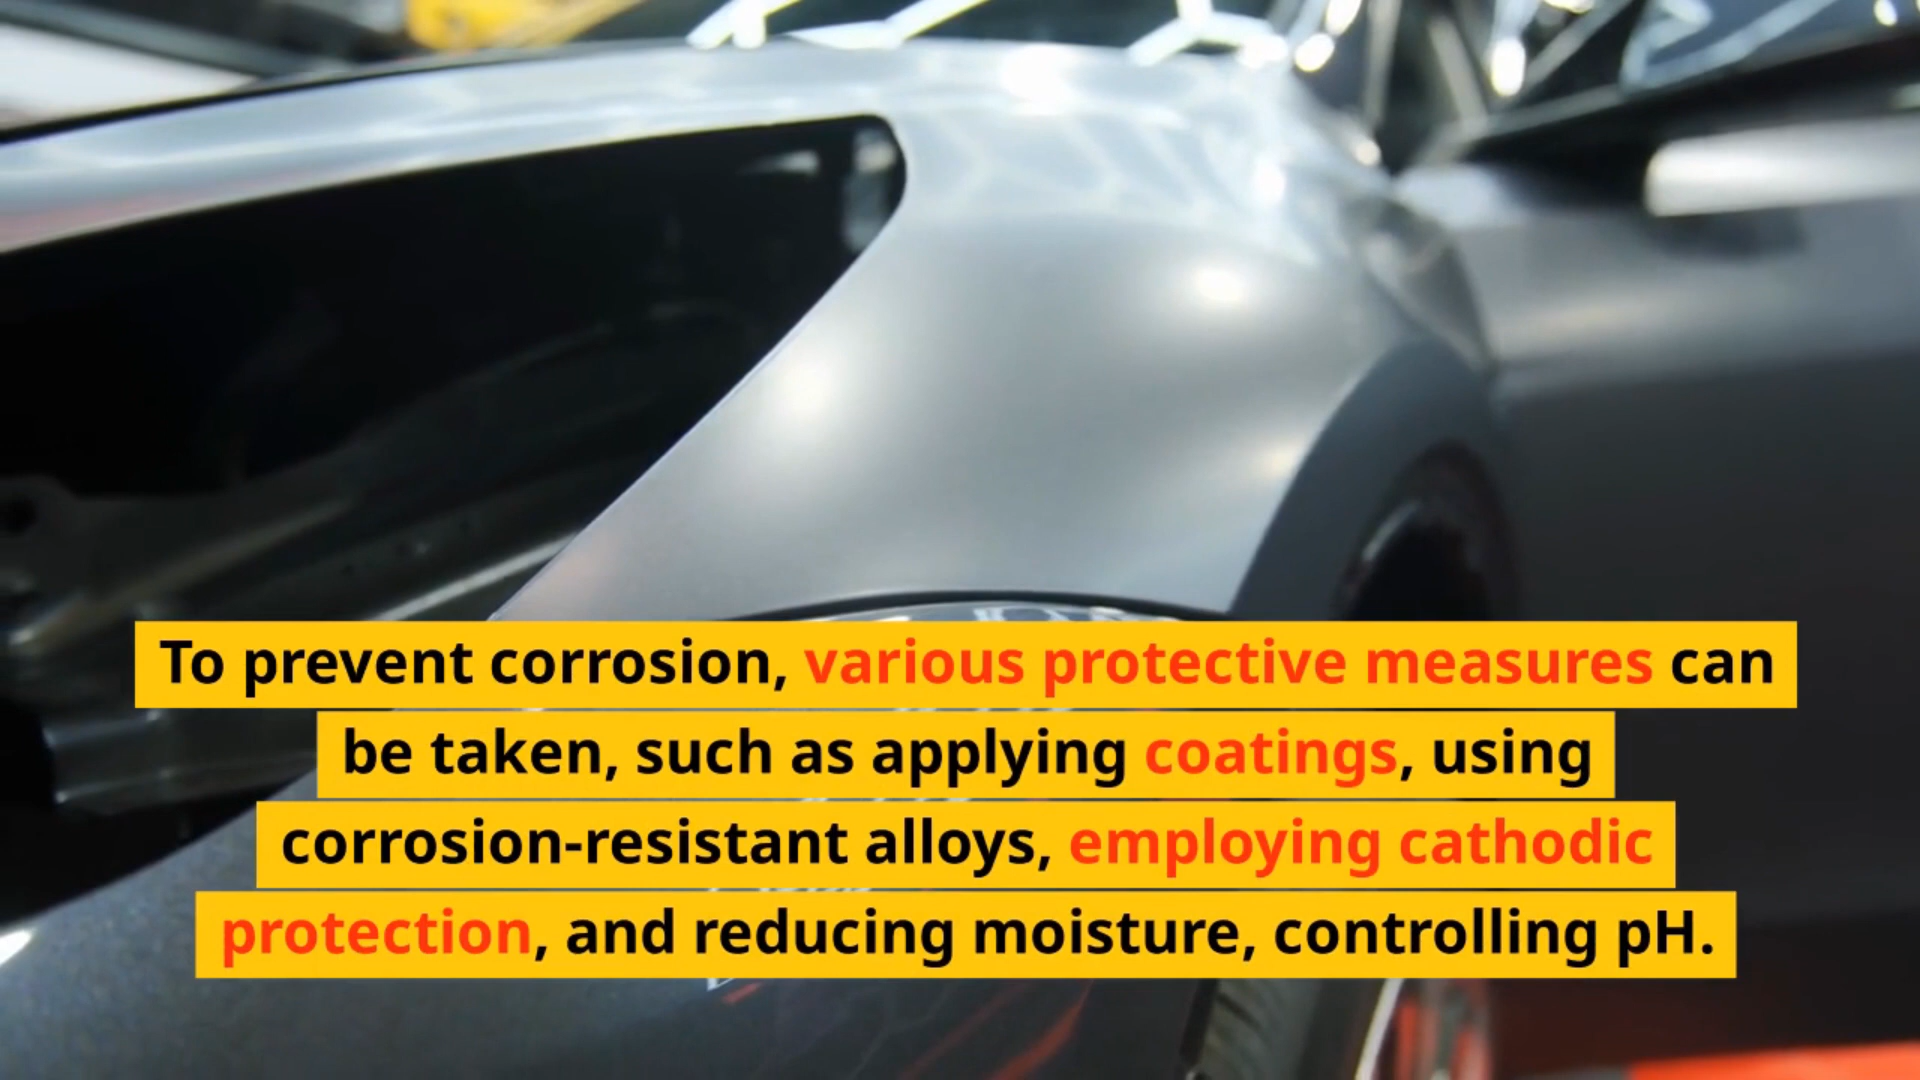 To prevent corrosion, various protective measures can
be taken, such as applying coatings, using
corrosion-resistant alloys, employing cathodic
protection, and reducing moisture, controlling pH.